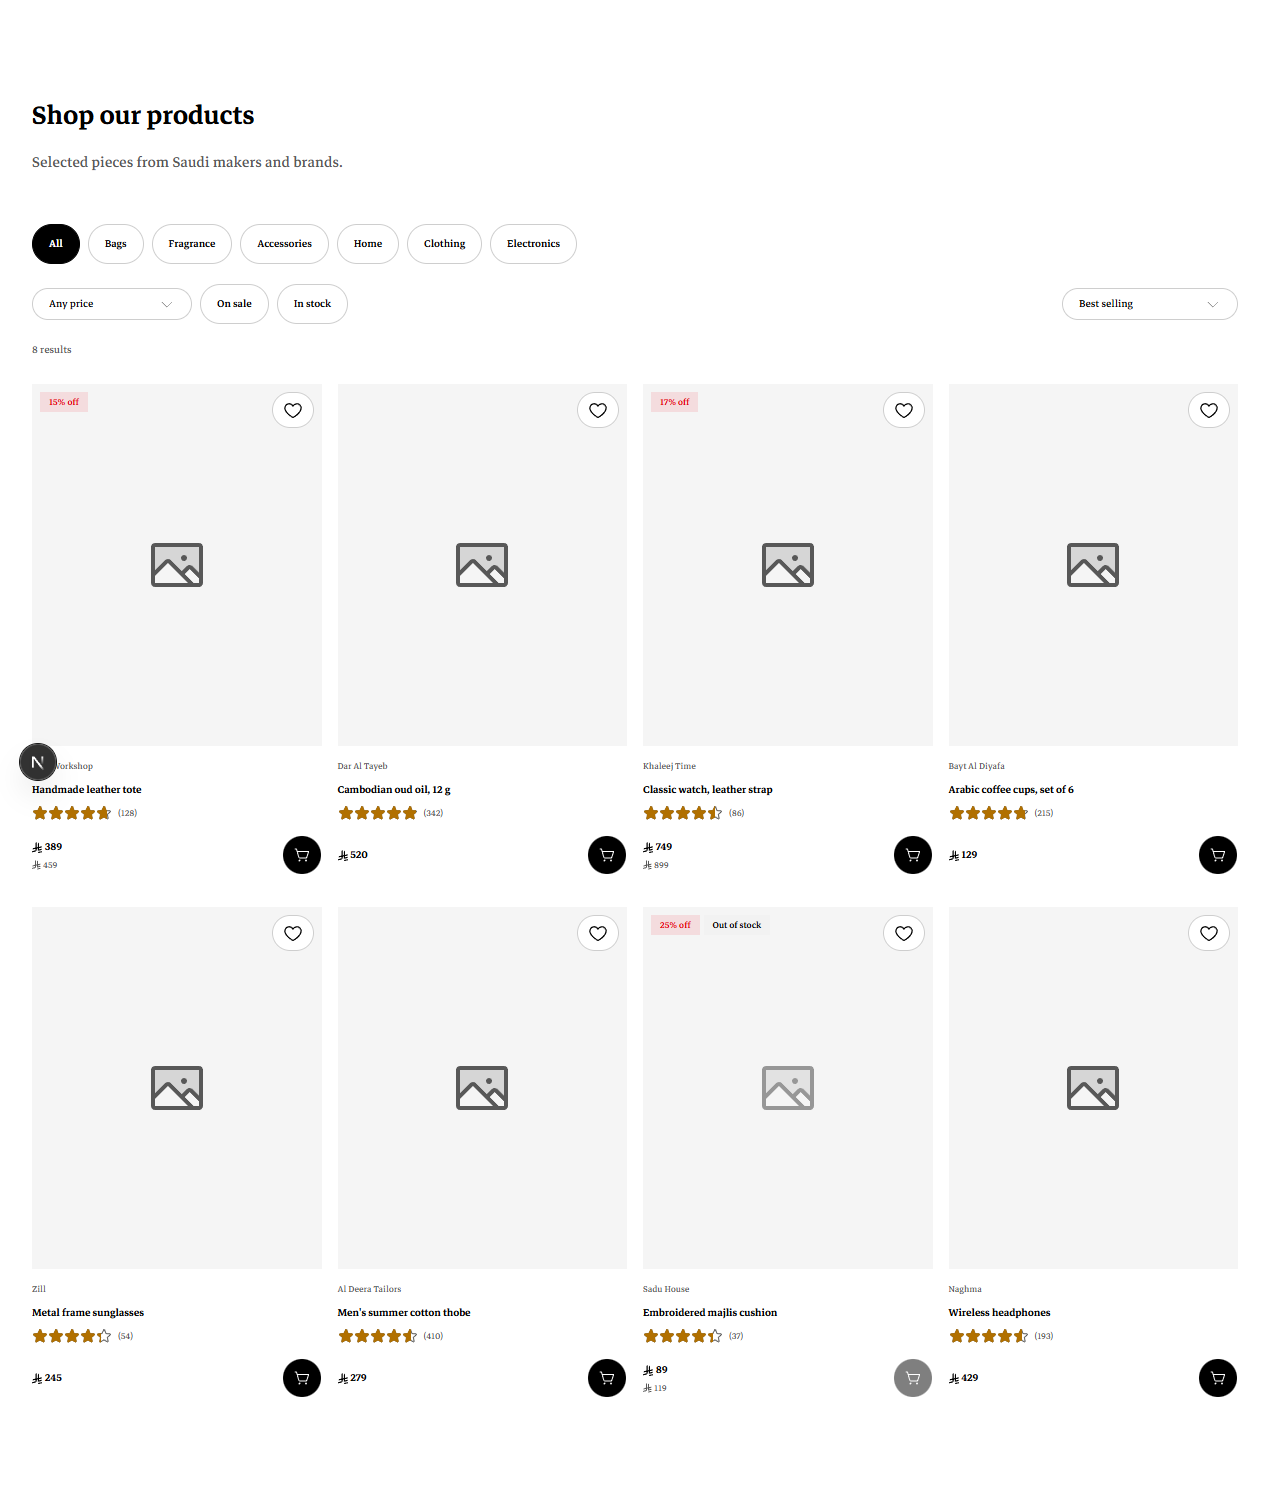 Shop our products
Selected pieces from Saudi makers and brands.
All
Bags
Fragrance
Accessories
Home
Clothing
Electronics
Any price
On sale
In stock
Best selling
8 results
15% off
17% off
N
Workshop
Dar Al Tayeb
Khaleej Time
Bayt Al Diyafa
Handmade leather tote
Cambodian oud oil, 12 g
Classic watch, leather strap
Arabic coffee cups, set of 6
(128)
(342)
(86)
(215)
389
459
520
749
899
129
25% off
Out of stock
Zill
Al Deera Tailors
Sadu House
Naghma
Metal frame sunglasses
Men's summer cotton thobe
Embroidered majlis cushion
Wireless headphones
(54)
(410)
(37)
(193)
245
279
89
119
429